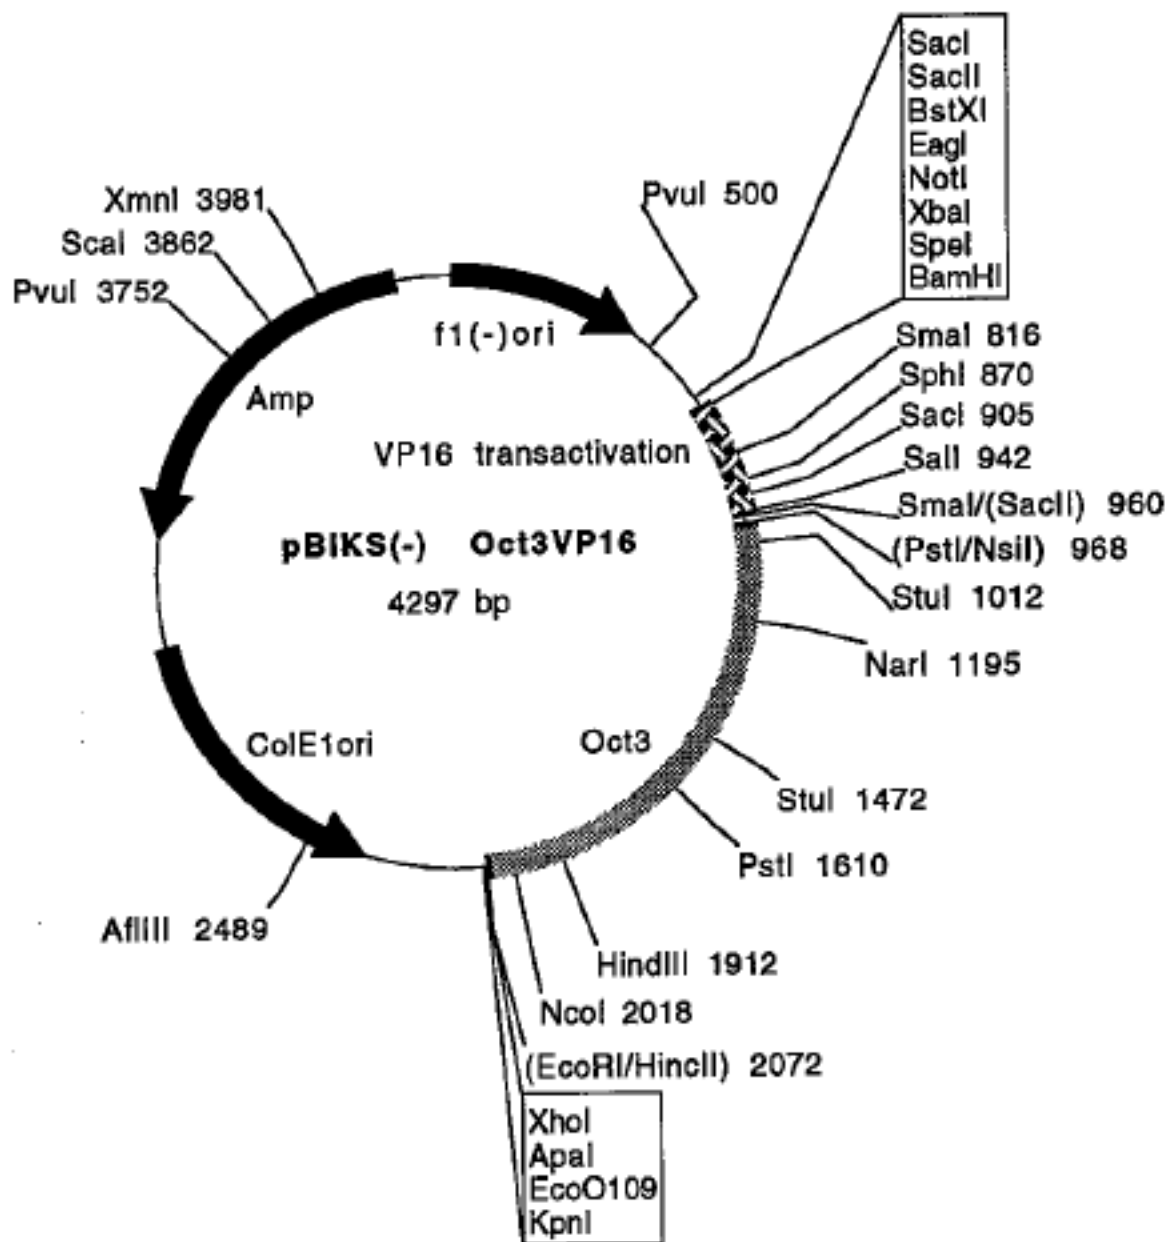 SacI
SacII
BstXI
EagI
NotI
XbaI
SpeI
BamHI
XmnI 3981
ScaI 3862
PvuI 3752
PvuI 500
f1(-)ori
Amp
VP16 transactivation
SmaI 816
SphI 870
SacI 905
SalI 942
SmaI/(SacII) 960
(PstI/NsiI) 968
StuI 1012
pBlKS(-) Oct3VP16
4297 bp
NarI 1195
ColE1ori
Oct3
StuI 1472
PstI 1610
AflIII 2489
HindIII 1912
NcoI 2018
(EcoRI/HincII) 2072
XhoI
ApaI
EcoO109
KpnI